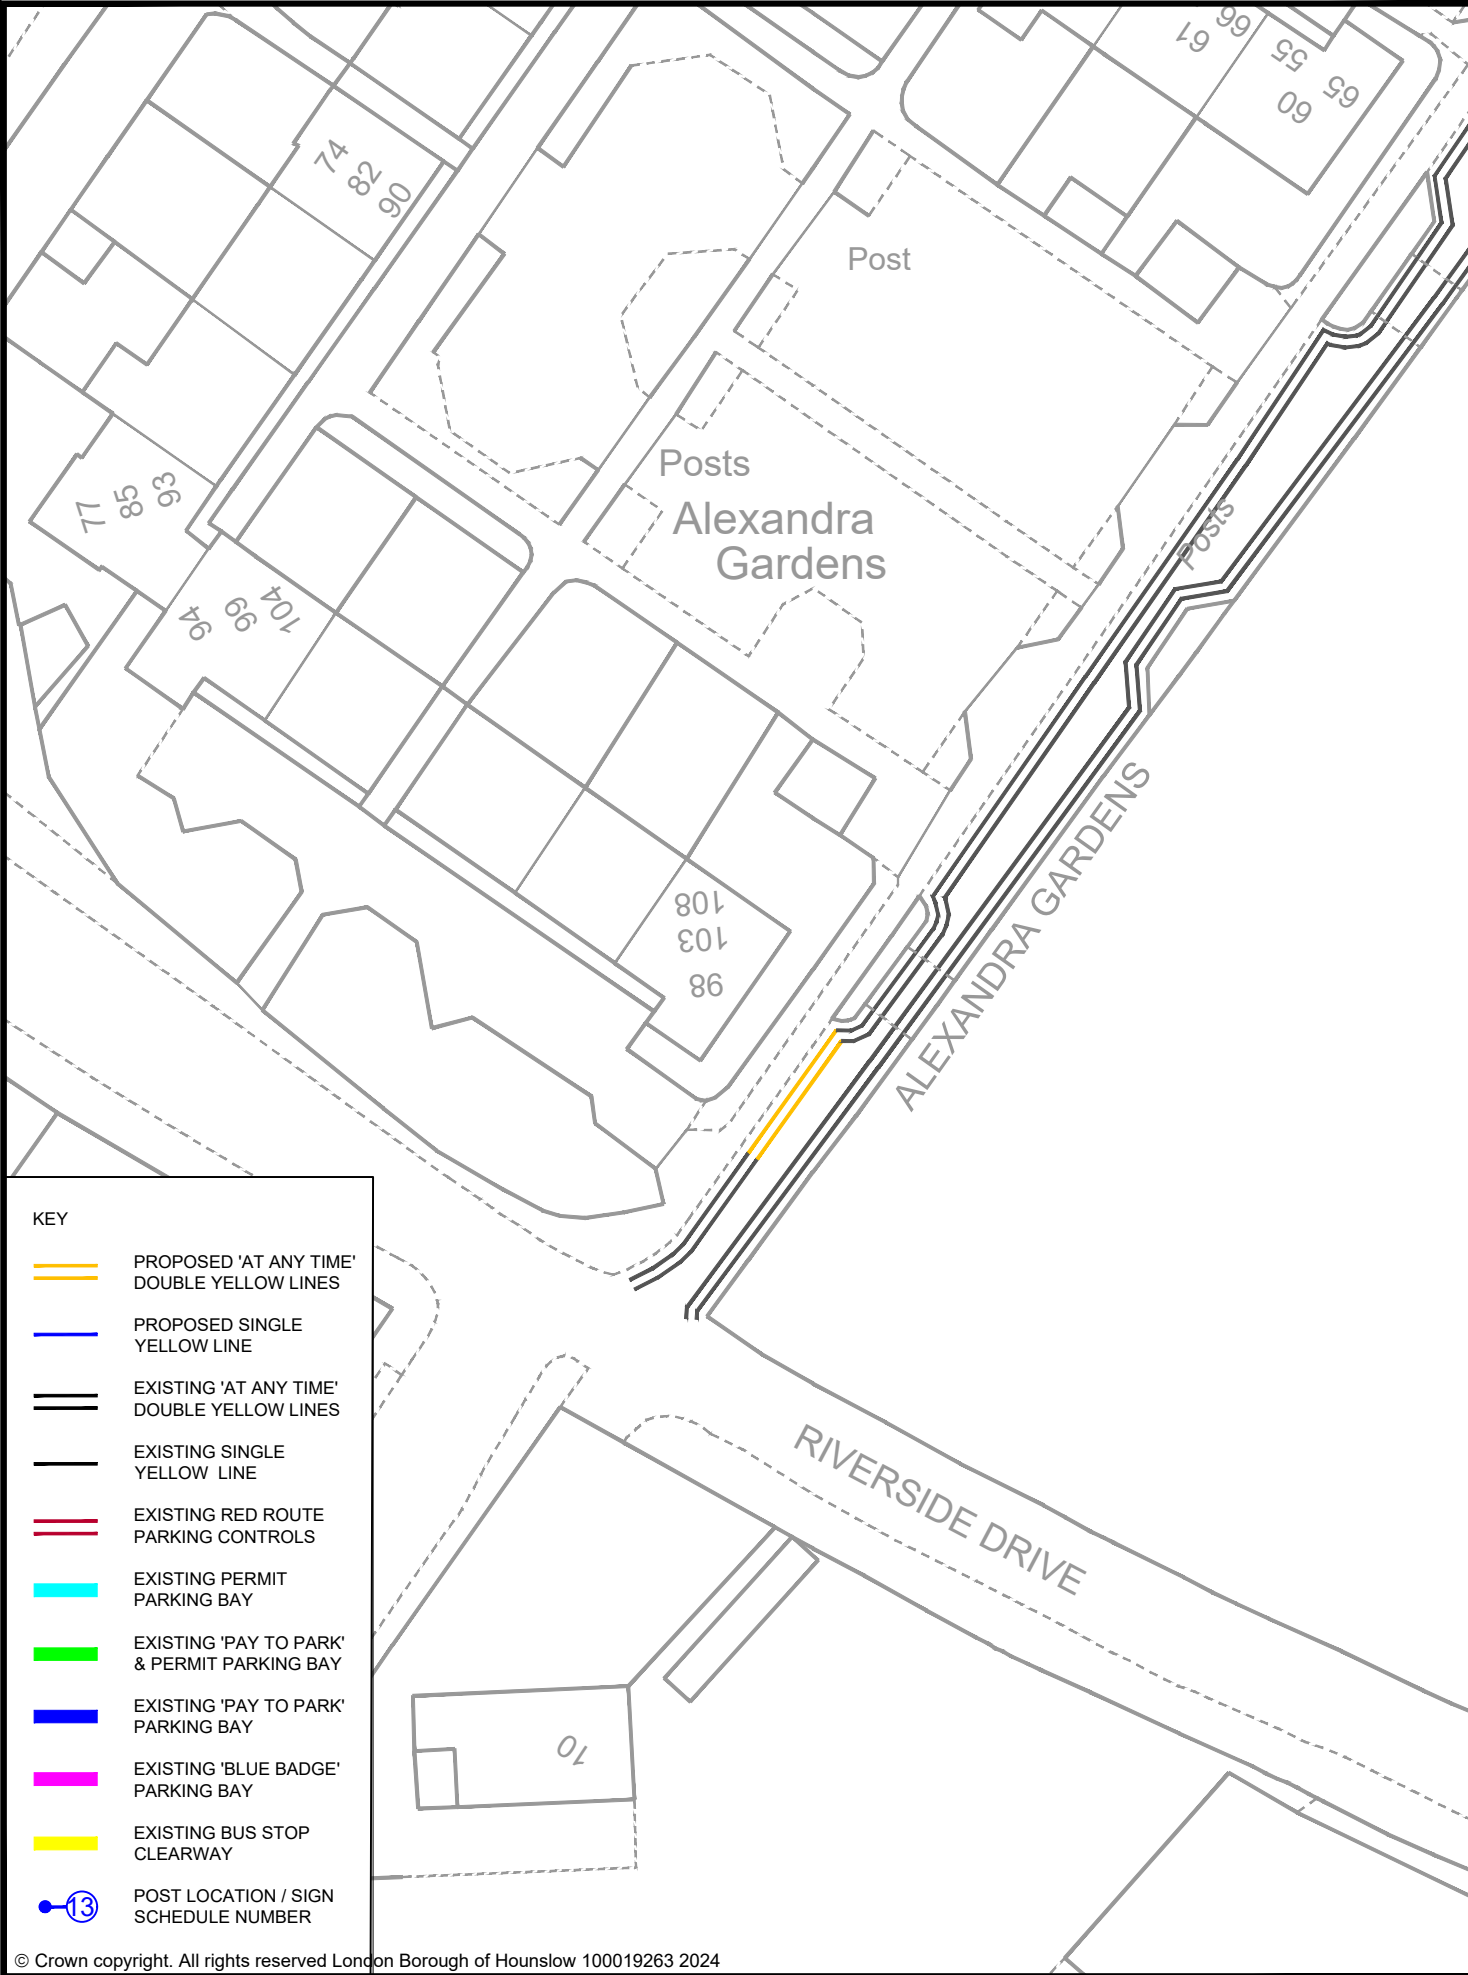 61
66
55
65
60
74
82
90
Post
Posts
Alexandra
Gardens
Posts
77
85
93
94
99
104
108
103
98
ALEXANDRA GARDENS
RIVERSIDE DRIVE
10
KEY
PROPOSED 'AT ANY TIME'
DOUBLE YELLOW LINES
PROPOSED SINGLE
YELLOW LINE
EXISTING 'AT ANY TIME'
DOUBLE YELLOW LINES
EXISTING SINGLE
YELLOW LINE
EXISTING RED ROUTE
PARKING CONTROLS
EXISTING PERMIT
PARKING BAY
EXISTING 'PAY TO PARK'
& PERMIT PARKING BAY
EXISTING 'PAY TO PARK'
PARKING BAY
EXISTING 'BLUE BADGE'
PARKING BAY
EXISTING BUS STOP
CLEARWAY
13
POST LOCATION / SIGN
SCHEDULE NUMBER
© Crown copyright. All rights reserved London Borough of Hounslow 100019263 2024